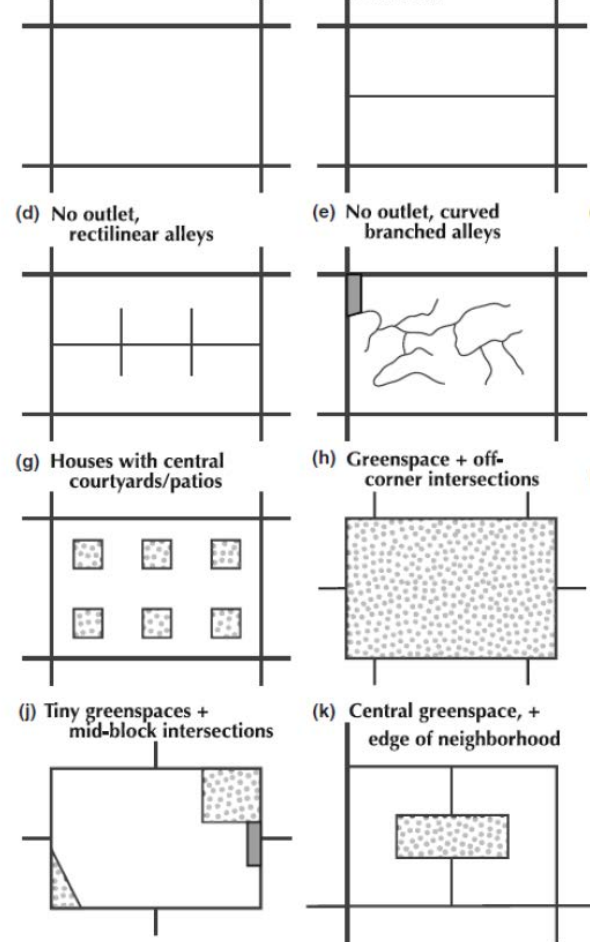 (d) No outlet,
rectilinear alleys
(e) No outlet, curved
branched alleys
(g) Houses with central
courtyards/patios
(h) Greenspace + off-
corner intersections
(j) Tiny greenspaces +
mid-block intersections
(k) Central greenspace, +
edge of neighborhood